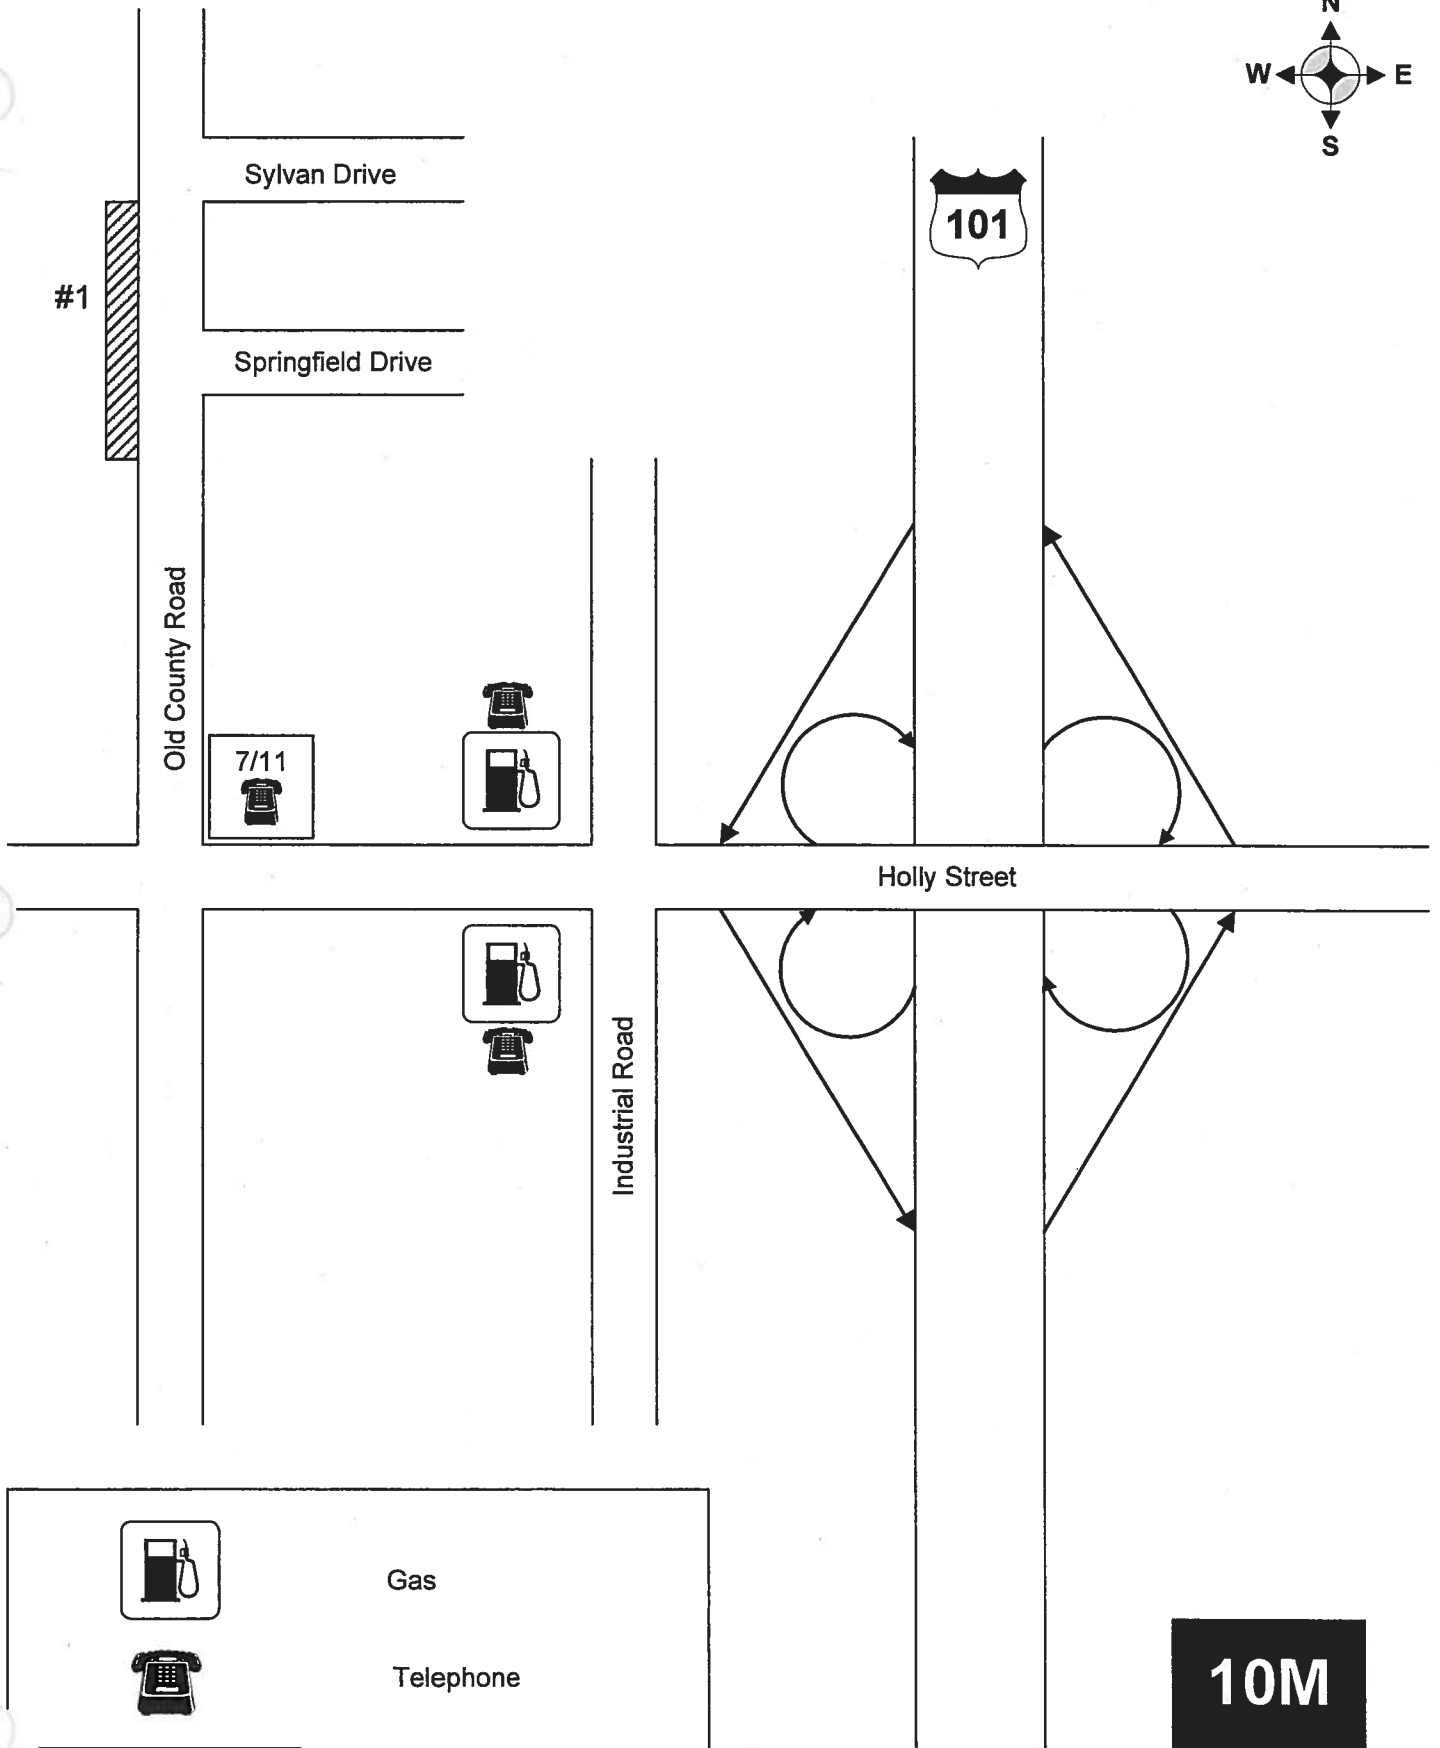 N
W E
S
Sylvan Drive
101
#1
Springfield Drive
Old County Road
7/11
Holly Street
Industrial Road
Gas
Telephone
10M